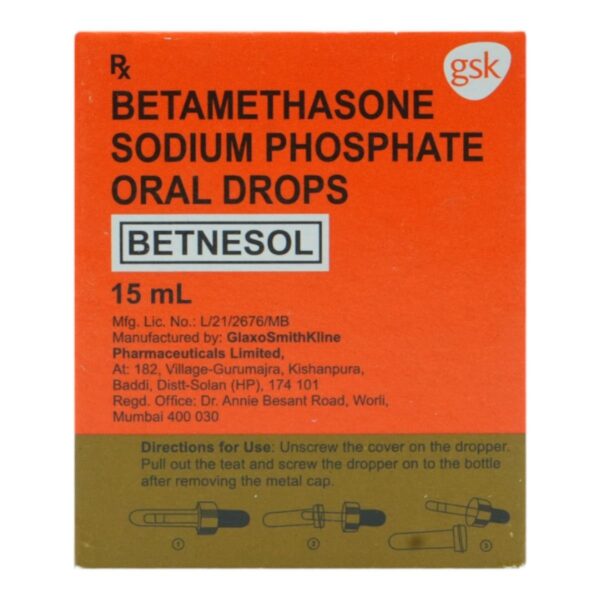 Rx
gsk
BETAMETHASONE
SODIUM PHOSPHATE
ORAL DROPS
BETNESOL
15 mL
Mfg. Lic. No.: L/21/2676/MB
Manufactured by: GlaxoSmithKline
Pharmaceuticals Limited,
At: 182, Village-Gurumajra, Kishanpura,
Baddi, Distt-Solan (HP), 174 101
Regd. Office: Dr. Annie Besant Road, Worli,
Mumbai 400 030
Directions for Use: Unscrew the cover on the dropper.
Pull out the teat and screw the dropper on to the bottle
after removing the metal cap.
1 2 3